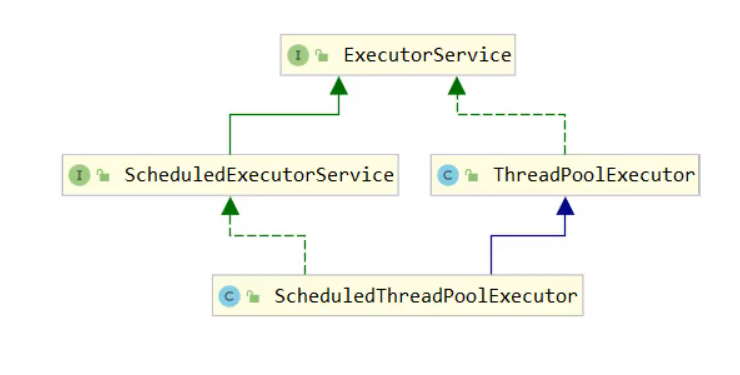 I ExecutorService
I ScheduledExecutorService
C ThreadPoolExecutor
C ScheduledThreadPoolExecutor